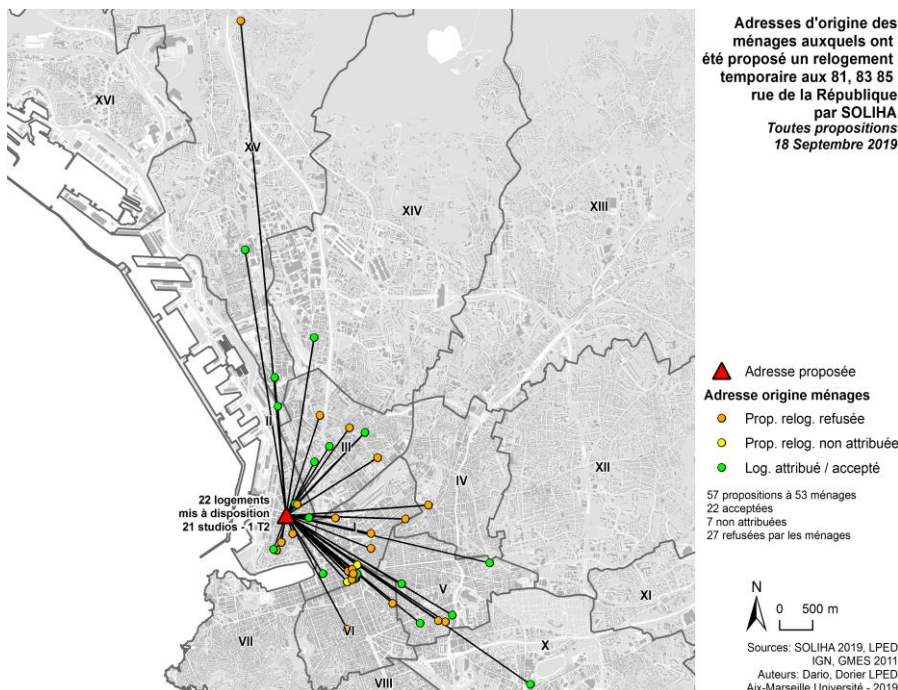 Adresses d'origine des
ménages auxquels ont
été proposé un relogement
temporaire aux 81, 83 85
rue de la République
par SOLIHA
Toutes propositions
18 Septembre 2019
XVI
XV
XIV
XIII
II
III
IV
XII
22 logements
mis à disposition
21 studios - 1 T2
I
V
XI
VI
VII
X
VIII
Adresse proposée
Adresse origine ménages
Prop. relog. refusée
Prop. relog. non attribuée
Log. attribué / accepté
57 propositions à 53 ménages
22 acceptées
7 non attribuées
27 refusées par les ménages
N
0 500 m
Sources: SOLIHA 2019, LPED
IGN, GMES 2011
Auteurs: Dario, Dorier LPED
Aix-Marseille Université - 2019